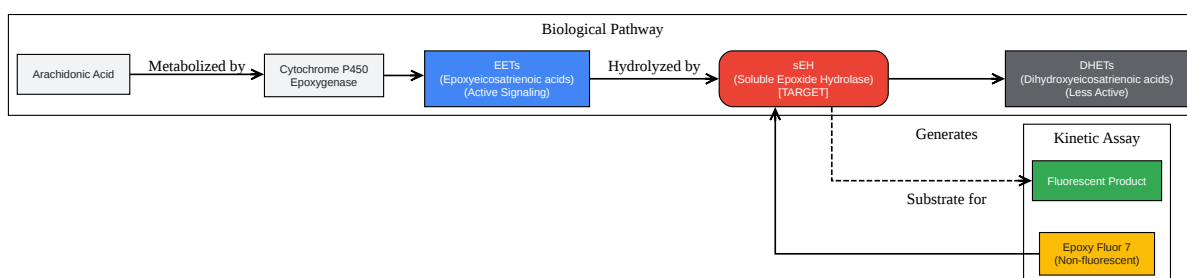 Biological Pathway
Arachidonic Acid
Metabolized by
Cytochrome P450
Epoxygenase
EETs
(Epoxyeicosatrienoic acids)
(Active Signaling)
Hydrolyzed by
sEH
(Soluble Epoxide Hydrolase)
[TARGET]
DHETs
(Dihydroxyeicosatrienoic acids)
(Less Active)
Generates
Kinetic Assay
Fluorescent Product
Substrate for
Epoxy Fluor 7
(Non-fluorescent)